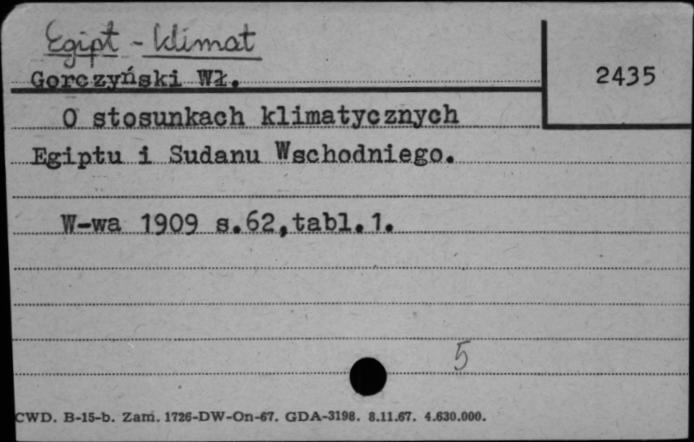 Egipt - klimat
Gorczyński Wł.
2435
O stosunkach klimatycznych
Egiptu i Sudanu Wschodniego.
W-wa 1909 s.62,tabl.1.
5
CWD. B-15-b. Zam. 1726-DW-On-67. GDA-3198. 8.11.67. 4.630.000.